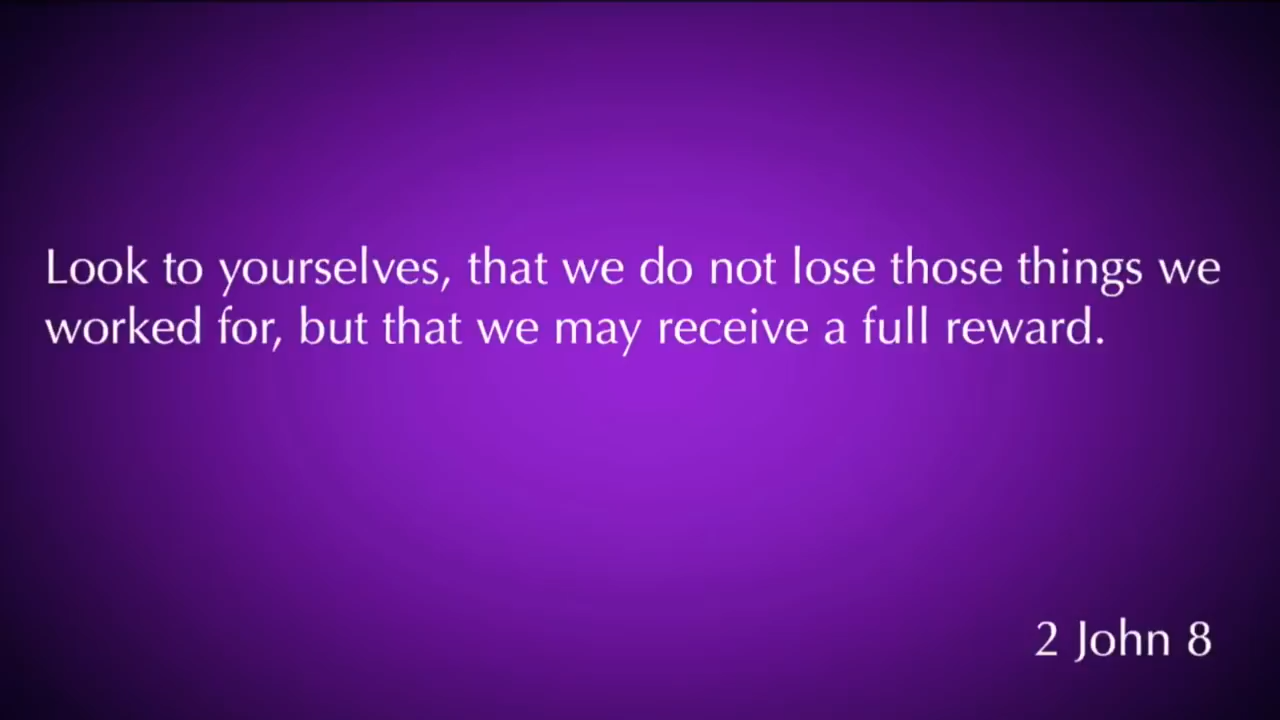 Look to yourselves, that we do not lose those things we
worked for, but that we may receive a full reward.
2 John 8